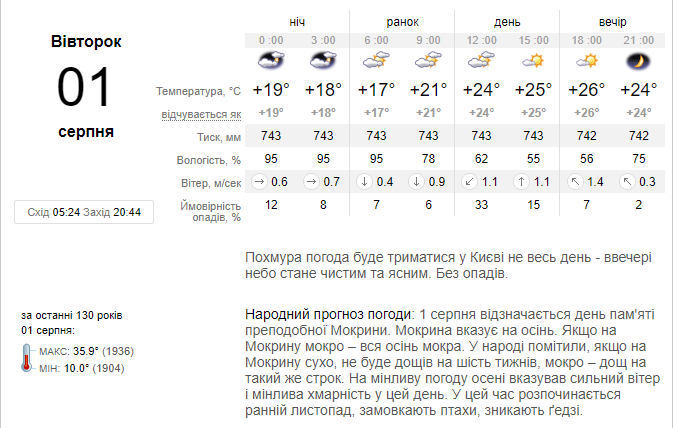 Вівторок
01
серпня
Схід 05:24 Захід 20:44
ніч ранок день вечір
0 :00 3 :00 6 :00 9 :00 12 :00 15 :00 18 :00 21 :00
Температура, °C +19° +18° +17° +21° +24° +25° +26° +24°
відчувається як +19° +18° +17° +21° +24° +25° +26° +24°
Тиск, мм 743 743 743 743 743 743 742 742
Вологість, % 95 95 95 78 62 55 56 75
Вітер, м/сек 0.6 0.7 0.4 0.9 1.1 1.1 1.4 0.3
Ймовірність 12 8 7 6 33 15 7 2
опадів, %
Похмура погода буде триматися у Києві не весь день - ввечері
небо стане чистим та ясним. Без опадів.
за останні 130 років
01 серпня:
МАКС: 35.9° (1936)
МІН: 10.0° (1904)
Народний прогноз погоди: 1 серпня відзначається день пам'яті
преподобної Мокрини. Мокрина вказує на осінь. Якщо на
Мокрину мокро – вся осінь мокра. У народі помітили, якщо на
Мокрину сухо, не буде дощів на шість тижнів, мокро – дощ на
такий же строк. На мінливу погоду осені вказував сильний вітер
і мінлива хмарність у цей день. У цей час розпочинається
ранній листопад, замовкають птахи, зникають ґедзі.